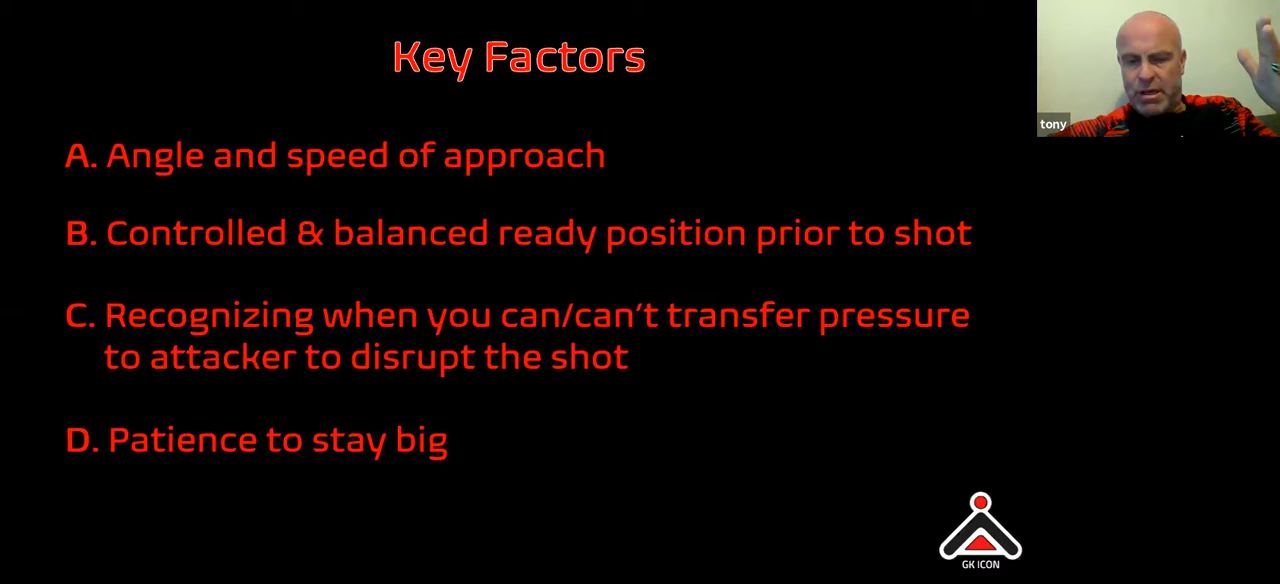 Key Factors
tony
A. Angle and speed of approach
B. Controlled & balanced ready position prior to shot
C. Recognizing when you can/can't transfer pressure
to attacker to disrupt the shot
D. Patience to stay big
GK ICON